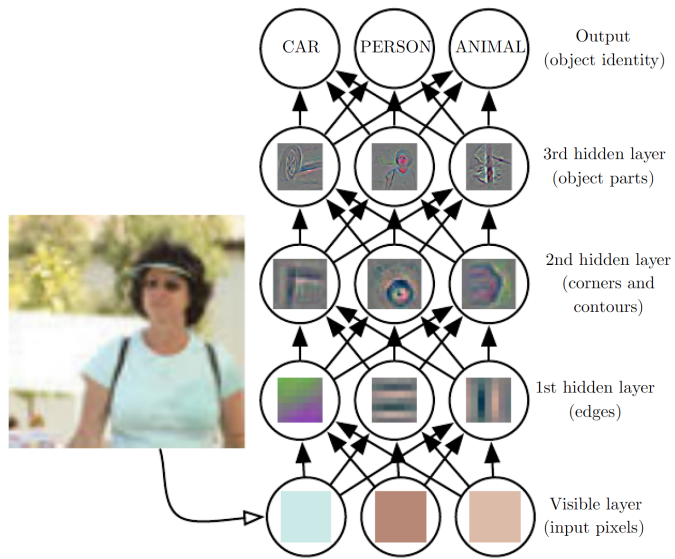 CAR
PERSON
ANIMAL
Output
(object identity)
3rd hidden layer
(object parts)
2nd hidden layer
(corners and
contours)
1st hidden layer
(edges)
Visible layer
(input pixels)